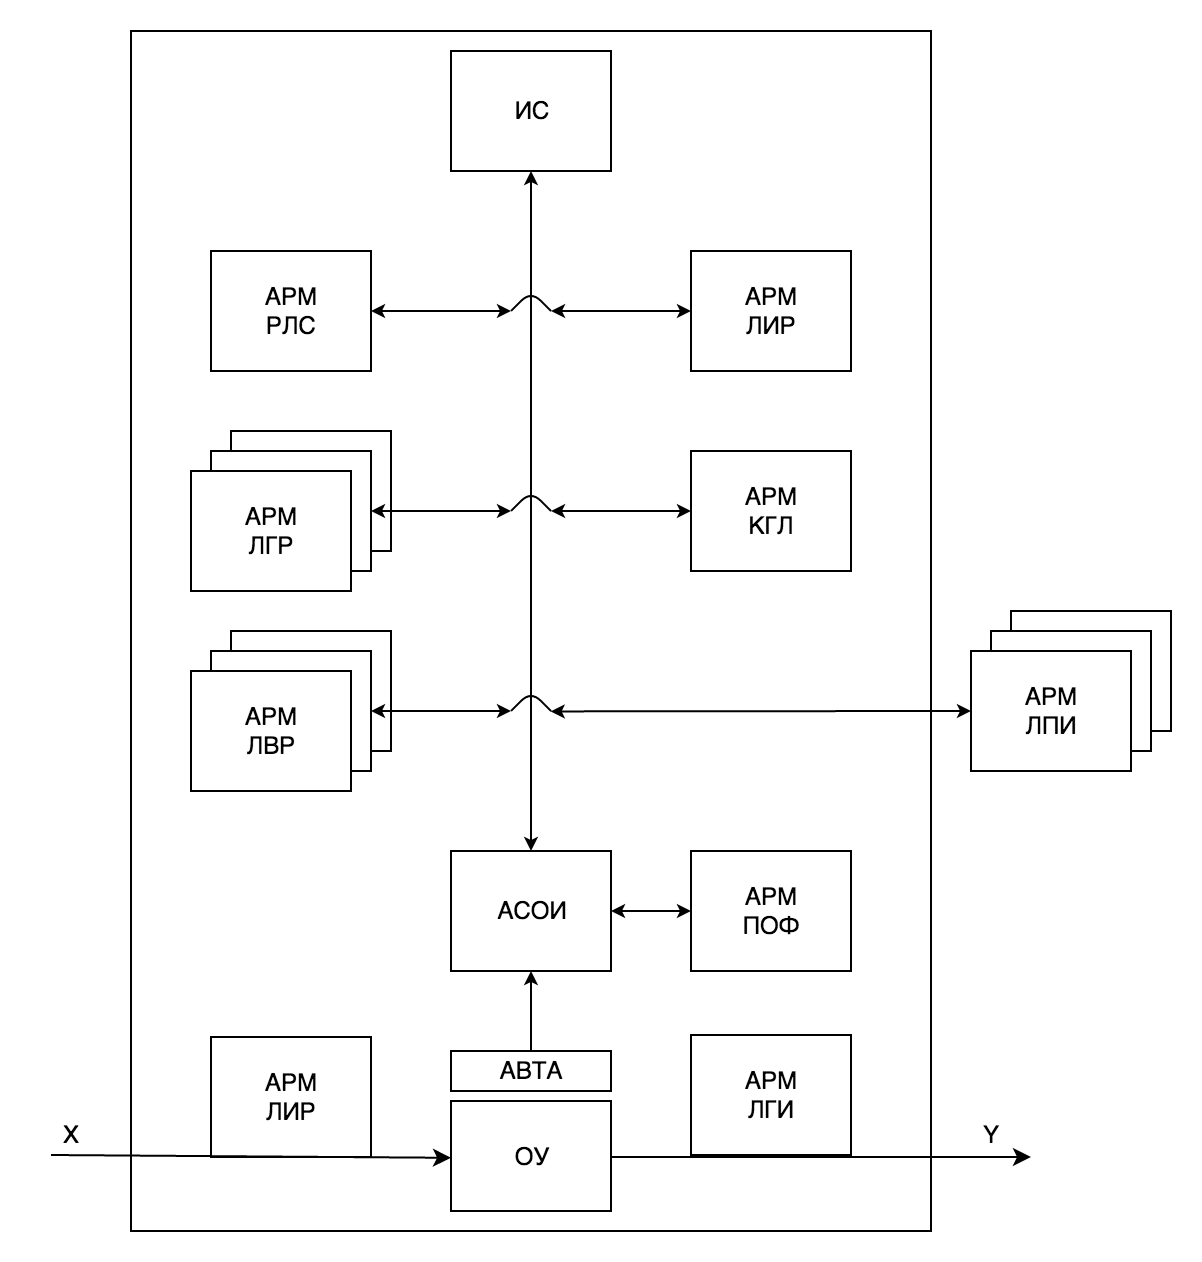 ИС
АРМ
РЛС
АРМ
ЛИР
АРМ
ЛГР
АРМ
КГЛ
АРМ
ЛВР
АРМ
ЛПИ
АСОИ
АРМ
ПОФ
АРМ
ЛИР
АВТА
АРМ
ЛГИ
X
ОУ
Y